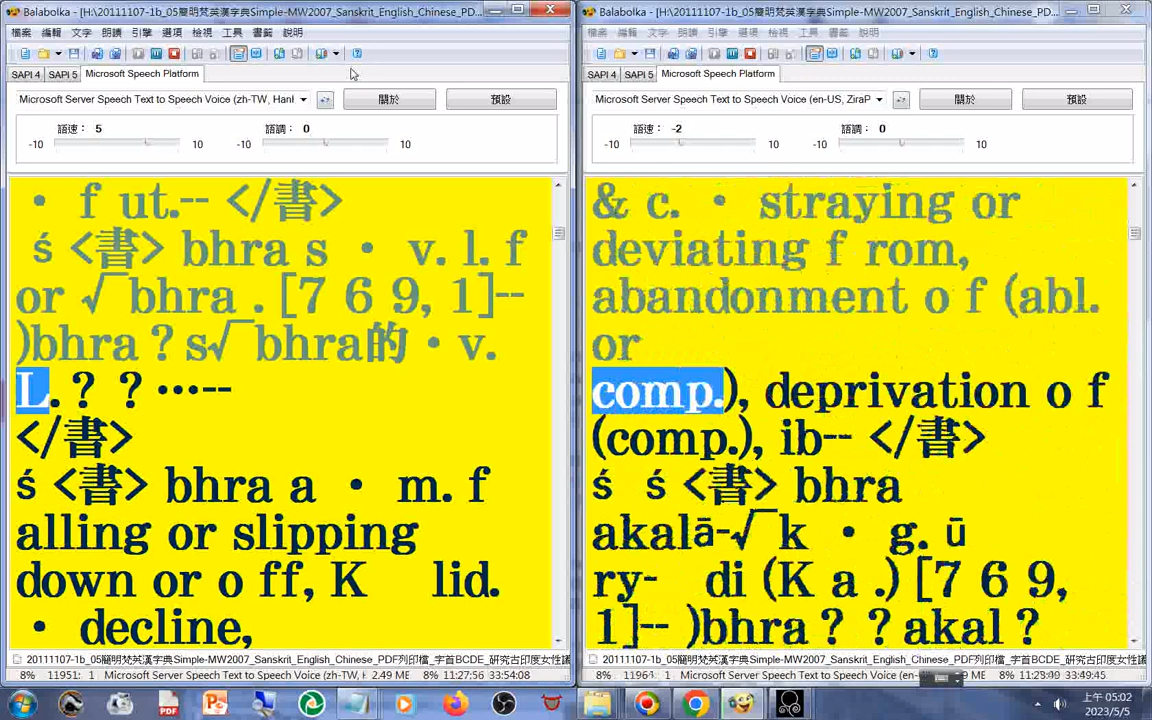 Balabolka - [H:\20111107-1b_05簡明梵英漢字典Simple-MW2007_Sanskrit_English_Chinese_PD...
檔案 編輯 文字 朗讀 引擎 選項 檢視 工具 書籤 說明
SAPI 4 SAPI 5 Microsoft Speech Platform
Microsoft Server Speech Text to Speech Voice (zh-TW, HanI 關於 預設
語速： 5 語調： 0
-10 10 -10 10
• f ut.-- </書>
ś <書> bhra s • v. l. f
or √bhra . [7 6 9, 1]--
)bhra？s√bhra的 • v.
L.？？…--
</書>
ś <書> bhra a • m. f
alling or slipping
down or o ff, K lid.
• decline,
20111107-1b_05簡明梵英漢字典Simple-MW2007_Sanskrit_English_Chinese_PDF列印檔_字首BCDE_研究古印度女性議
8% 11951: 1 Microsoft Server Speech Text to Speech Voice (zh-TW, H 2.49 ME 8% 11:27:56 33:54:08
Balabolka - [H:\20111107-1b_05簡明梵英漢字典Simple-MW2007_Sanskrit_English_Chinese_PD...
檔案 編輯 文字 朗讀 引擎 選項 檢視 工具 書籤 說明
SAPI 4 SAPI 5 Microsoft Speech Platform
Microsoft Server Speech Text to Speech Voice (en-US, ZiraP 關於 預設
語速： -2 語調： 0
-10 10 -10 10
& c. • straying or
deviating f rom,
abandonment o f (abl.
or
comp.), deprivation o f
(comp.), ib-- </書>
ś ś <書> bhra
akalā-√k • g. ū
ry- di (K a .) [7 6 9,
1]-- )bhra？？akal？
20111107-1b_05簡明梵英漢字典Simple-MW2007_Sanskrit_English_Chinese_PDF列印檔_字首BCDE_研究古印度女性議
8% 11964: 1 Microsoft Server Speech Text to Speech Voice (en-US 33:49:45
上午 05:02
2023/5/5